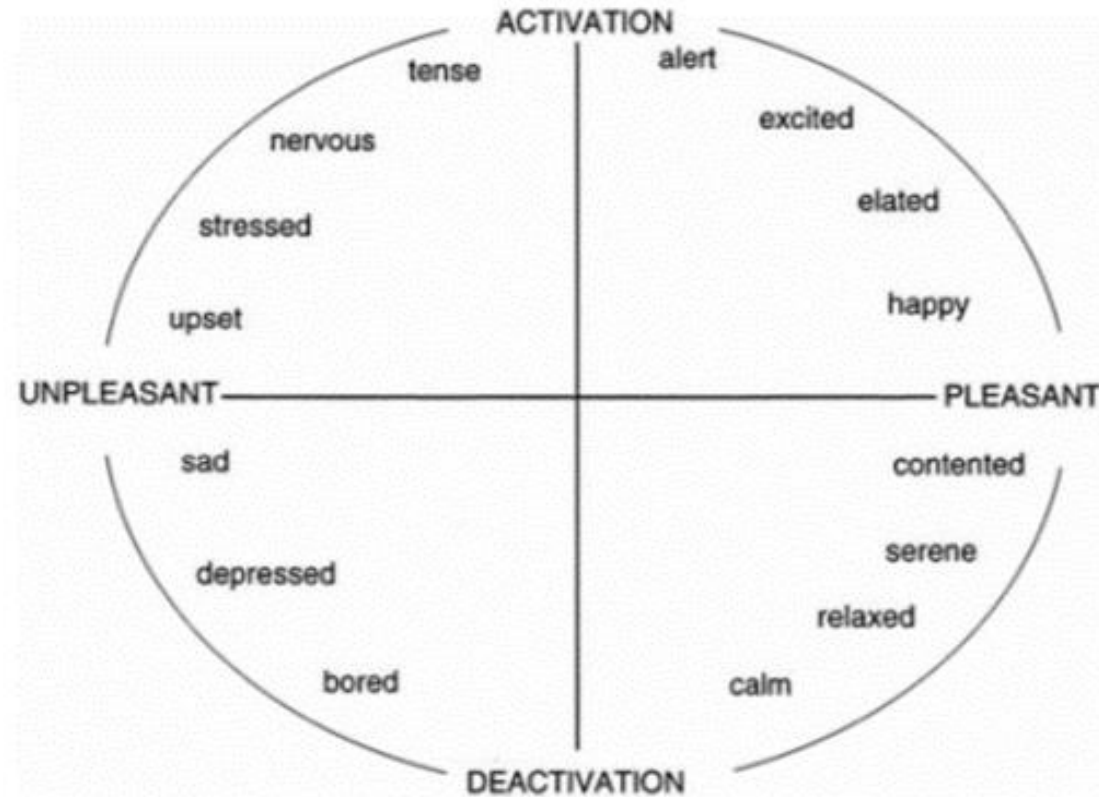 ACTIVATION
tense
alert
nervous
excited
stressed
elated
upset
happy
UNPLEASANT
PLEASANT
sad
contented
depressed
serene
relaxed
bored
calm
DEACTIVATION